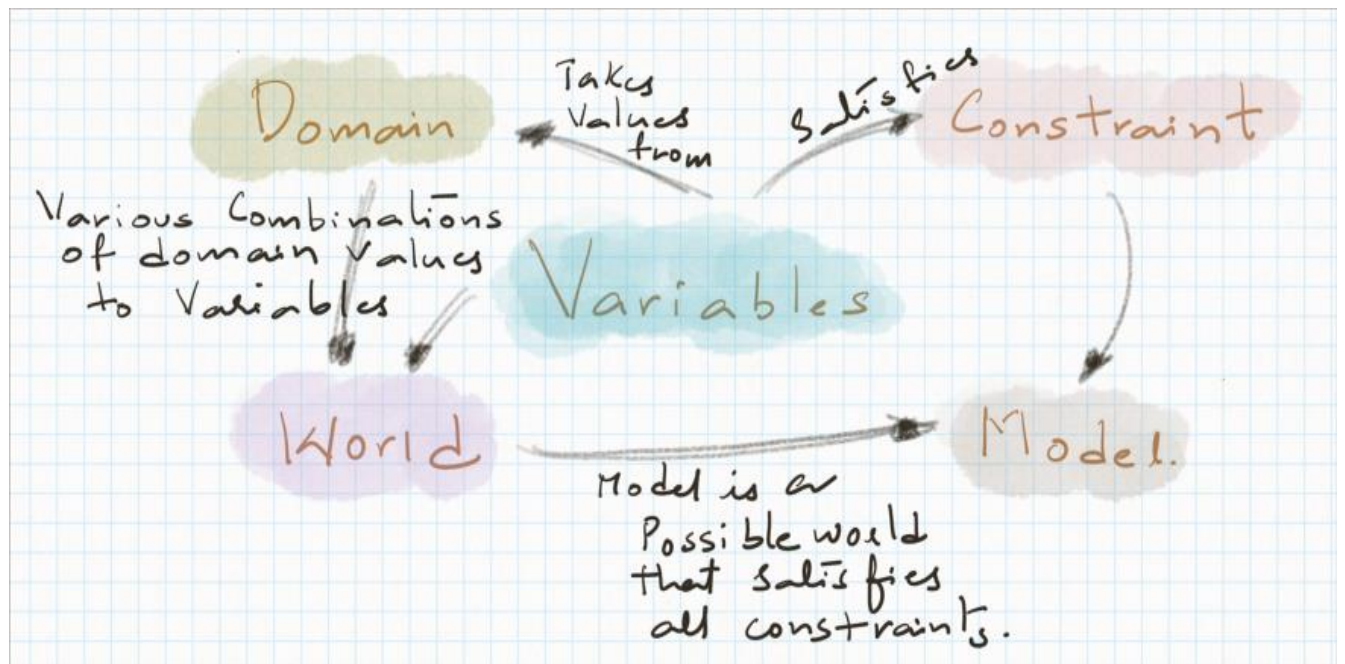 Domain
Takes
Values
from
Satisfies
Constraint
Various Combinations
of domain Values
to Variables
Variables
World
Model.
Model is a
Possible world
that satisfies
all constraints.